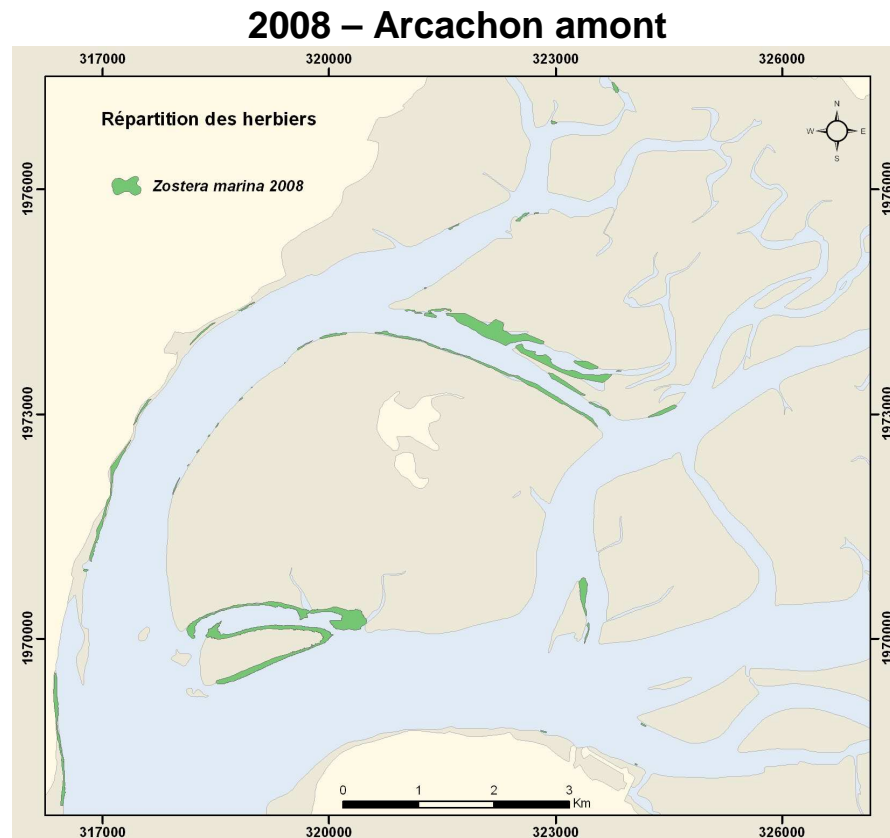 2008 – Arcachon amont
317000 320000 323000 326000
Répartition des herbiers
N
W E
S
Zostera marina 2008
1976000 1976000
1973000 1973000
1970000 1970000
0 1 2 3
Km
317000 320000 323000 326000